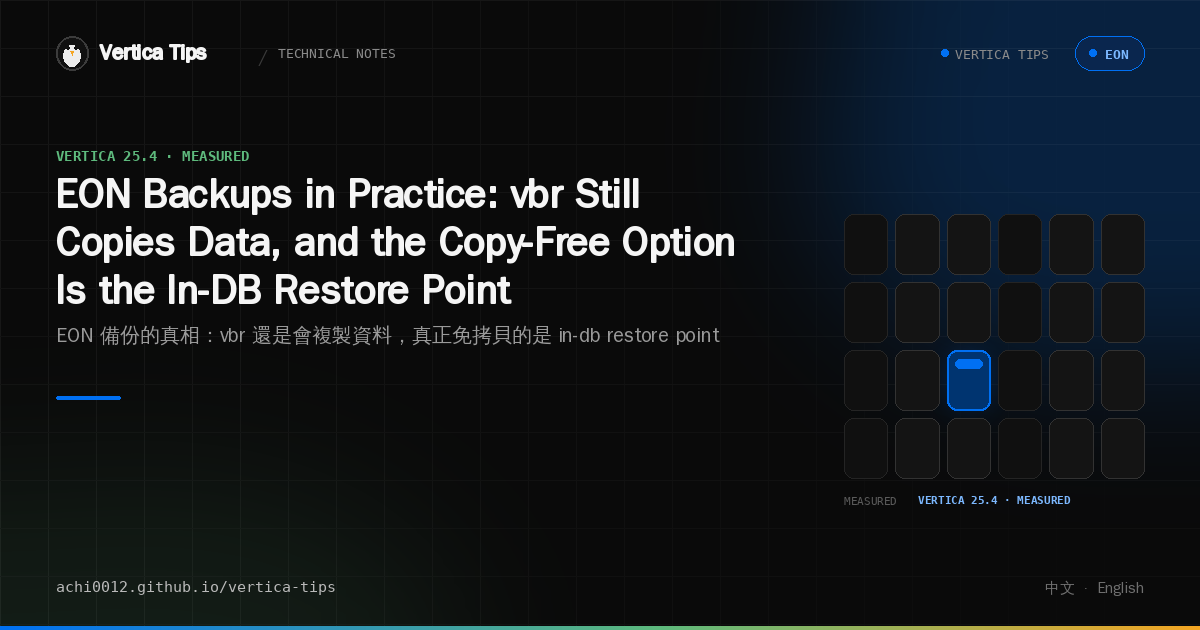 Vertica Tips
/ TECHNICAL NOTES
VERTICA TIPS
EON
VERTICA 25.4 · MEASURED
EON Backups in Practice: vbr Still
Copies Data, and the Copy-Free Option
Is the In-DB Restore Point
EON 備份的真相：vbr 還是會複製資料，真正免拷貝的是 in-db restore point
MEASURED
VERTICA 25.4 · MEASURED
achi0012.github.io/vertica-tips
中文 · English